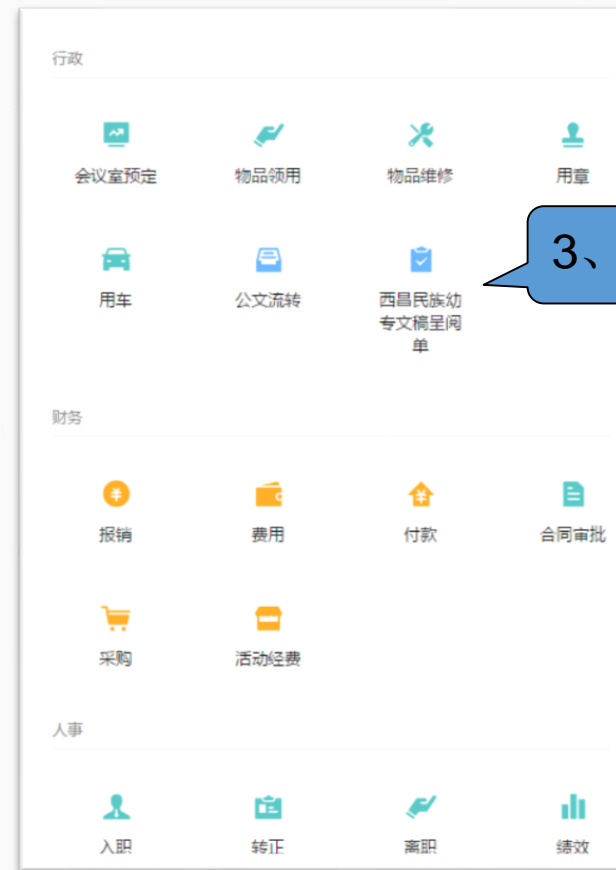 行政
会议室预定 物品领用 物品维修 用章
3、
用车 公文流转 西昌民族幼
专文稿呈阅
单
财务
报销 费用 付款 合同审批
采购 活动经费
人事
入职 转正 离职 绩效